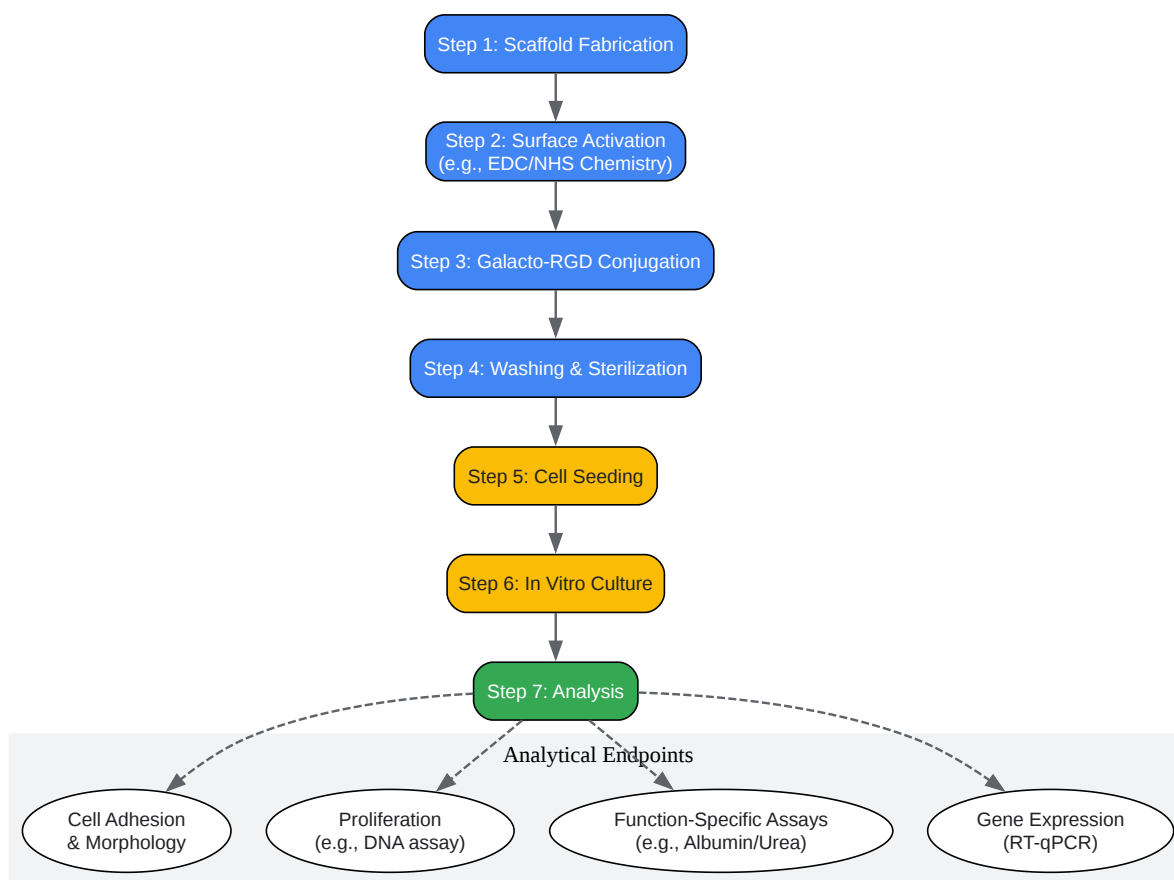 Step 1: Scaffold Fabrication
Step 2: Surface Activation
(e.g., EDC/NHS Chemistry)
Step 3: Galacto-RGD Conjugation
Step 4: Washing & Sterilization
Step 5: Cell Seeding
Step 6: In Vitro Culture
Step 7: Analysis
Analytical Endpoints
Cell Adhesion
& Morphology
Proliferation
(e.g., DNA assay)
Function-Specific Assays
(e.g., Albumin/Urea)
Gene Expression
(RT-qPCR)